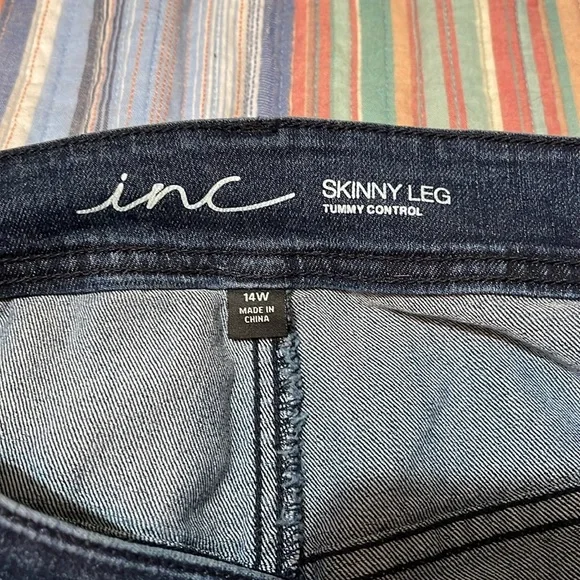 inc
SKINNY LEG
TUMMY CONTROL
14W
MADE IN
CHINA